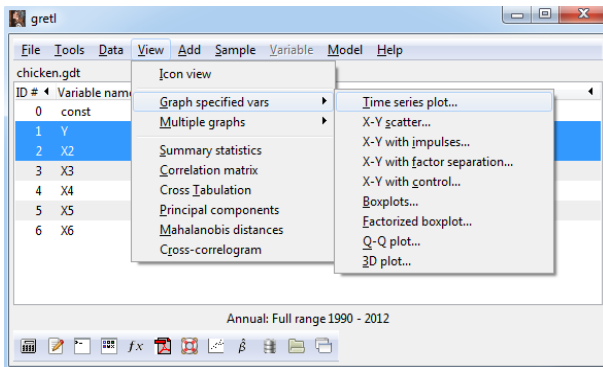 gretl
File Tools Data View Add Sample Variable Model Help
chicken.gdt
ID # Variable name
0 const
1 Y
2 X2
3 X3
4 X4
5 X5
6 X6
Icon view
Graph specified vars
Multiple graphs
Summary statistics
Correlation matrix
Cross Tabulation
Principal components
Mahalanobis distances
Cross-correlogram
Time series plot...
X-Y scatter...
X-Y with impulses...
X-Y with factor separation...
X-Y with control...
Boxplots...
Factorized boxplot...
Q-Q plot...
3D plot...
Annual: Full range 1990 - 2012
fx β̂